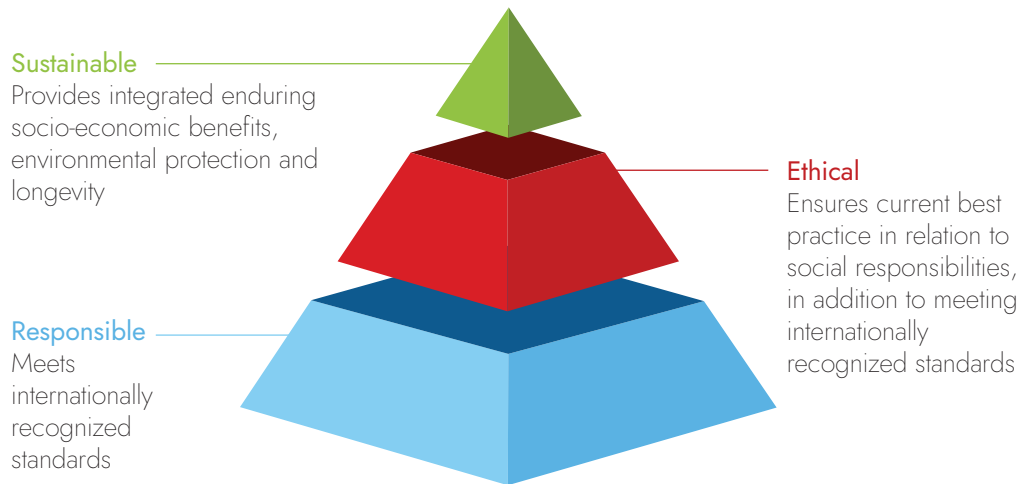 Sustainable
Provides integrated enduring
socio-economic benefits,
environmental protection and
longevity
Ethical
Ensures current best
practice in relation to
social responsibilities,
in addition to meeting
internationally
recognized standards
Responsible
Meets
internationally
recognized
standards